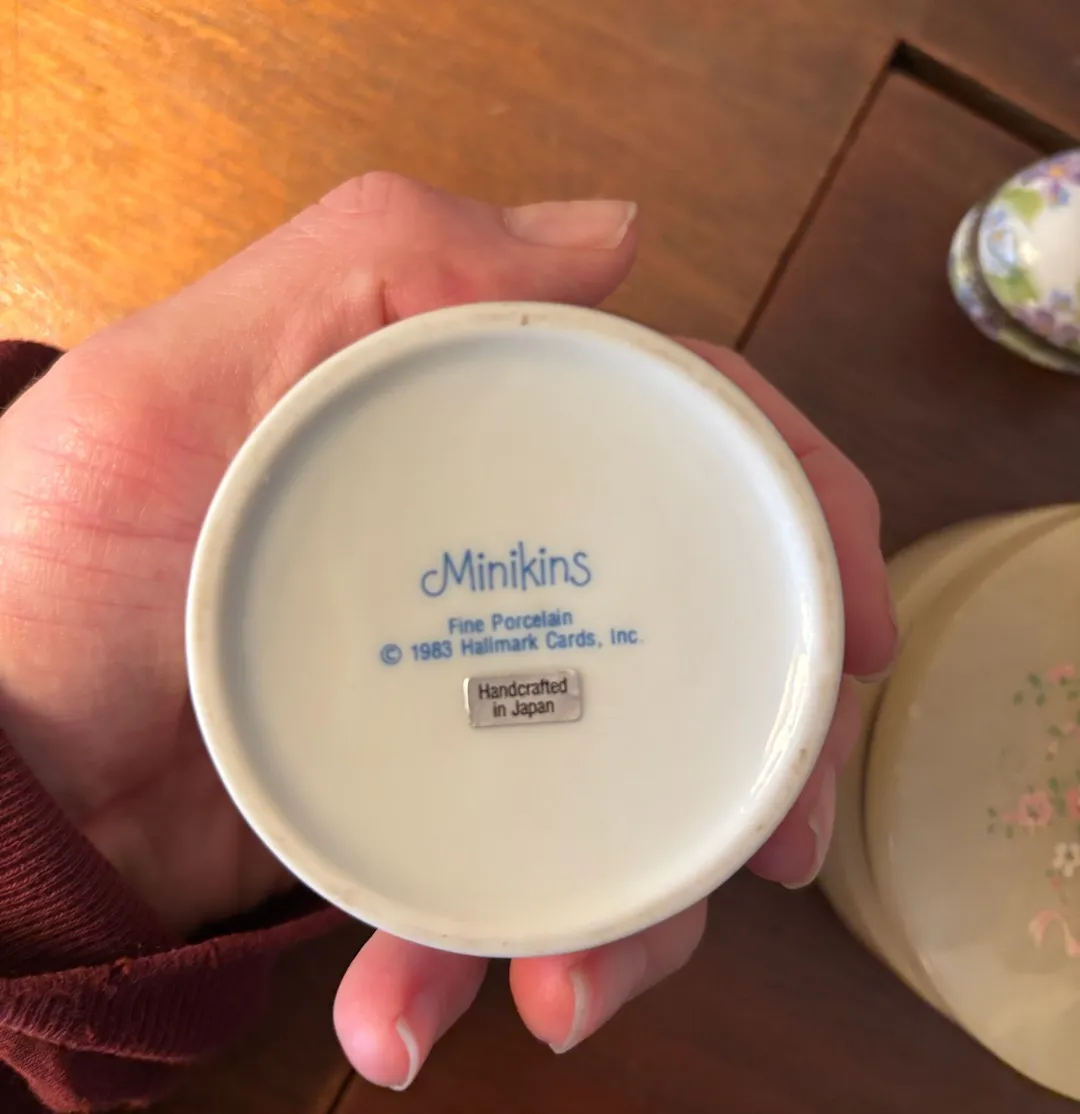 Minikins
Fine Porcelain
© 1983 Hallmark Cards, Inc.
Handcrafted
in Japan